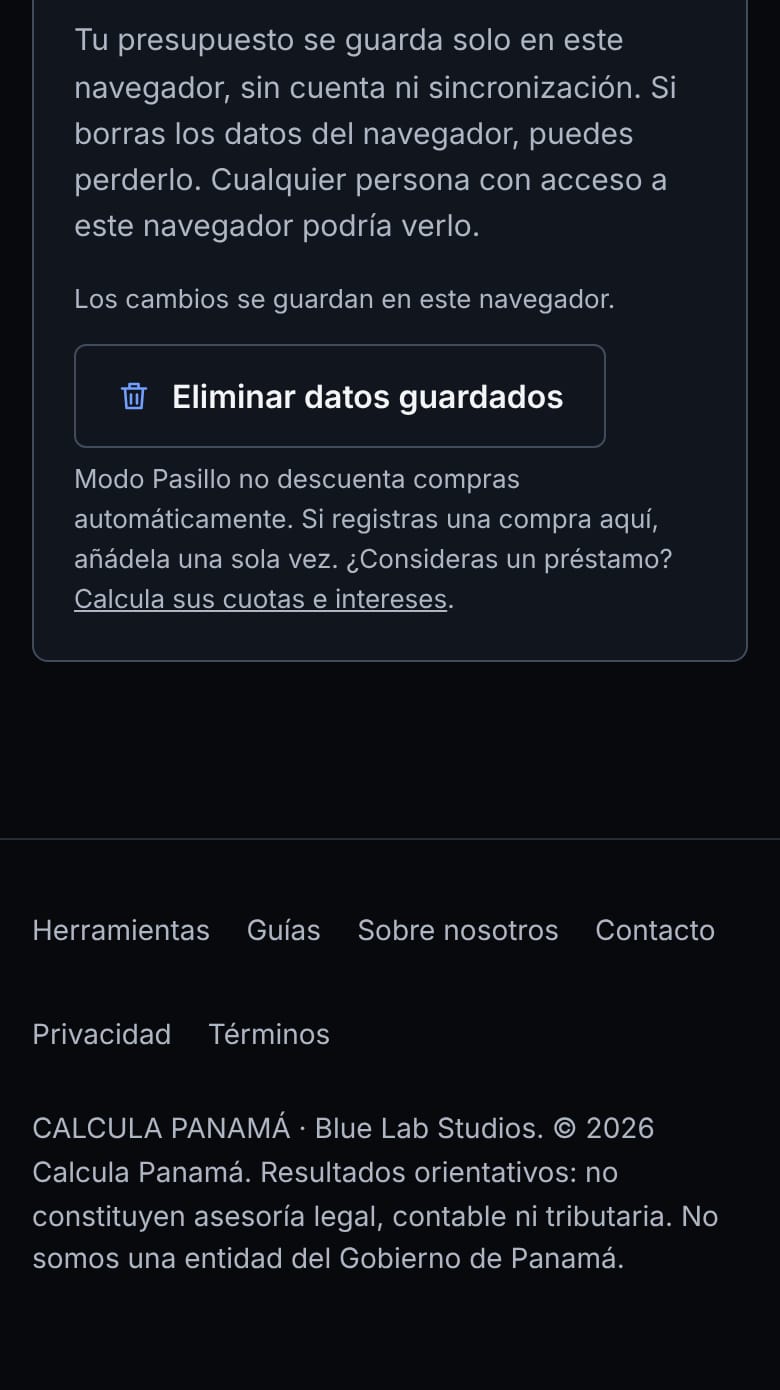 Tu presupuesto se guarda solo en este
navegador, sin cuenta ni sincronización. Si
borras los datos del navegador, puedes
perderlo. Cualquier persona con acceso a
este navegador podría verlo.
Los cambios se guardan en este navegador.
Eliminar datos guardados
Modo Pasillo no descuenta compras
automáticamente. Si registras una compra aquí,
añádela una sola vez. ¿Consideras un préstamo?
Calcula sus cuotas e intereses.
Herramientas Guías Sobre nosotros Contacto
Privacidad Términos
CALCULA PANAMÁ · Blue Lab Studios. © 2026
Calcula Panamá. Resultados orientativos: no
constituyen asesoría legal, contable ni tributaria. No
somos una entidad del Gobierno de Panamá.